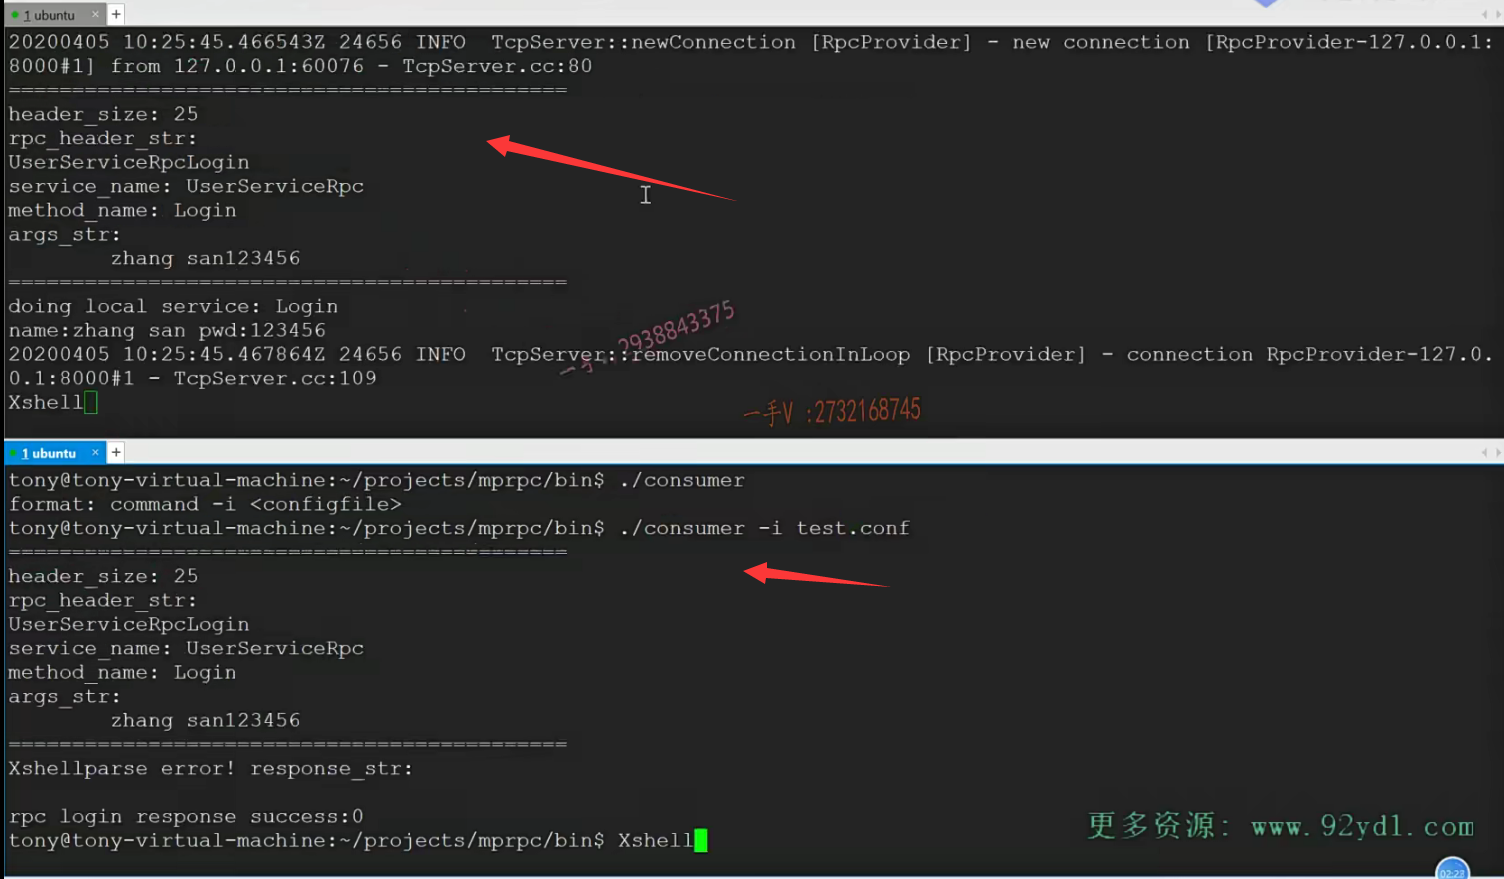 1 ubuntu × +
20200405 10:25:45.466543Z 24656 INFO  TcpServer::newConnection [RpcProvider] - new connection [RpcProvider-127.0.0.1:
8000#1] from 127.0.0.1:60076 - TcpServer.cc:80
============================================
header_size: 25
rpc_header_str:
UserServiceRpcLogin
service_name: UserServiceRpc
method_name: Login
args_str:
        zhang san123456
============================================
doing local service: Login
name:zhang san pwd:123456
20200405 10:25:45.467864Z 24656 INFO  TcpServer::removeConnectionInLoop [RpcProvider] - connection RpcProvider-127.0.
0.1:8000#1 - TcpServer.cc:109
Xshell
一手 2938843375
一手V :2732168745
1 ubuntu × +
tony@tony-virtual-machine:~/projects/mprpc/bin$ ./consumer
format: command -i <configfile>
tony@tony-virtual-machine:~/projects/mprpc/bin$ ./consumer -i test.conf
============================================
header_size: 25
rpc_header_str:
UserServiceRpcLogin
service_name: UserServiceRpc
method_name: Login
args_str:
        zhang san123456
============================================
Xshellparse error! response_str:
rpc login response success:0
tony@tony-virtual-machine:~/projects/mprpc/bin$ Xshell
更多资源: www.92ydl.com
02:28